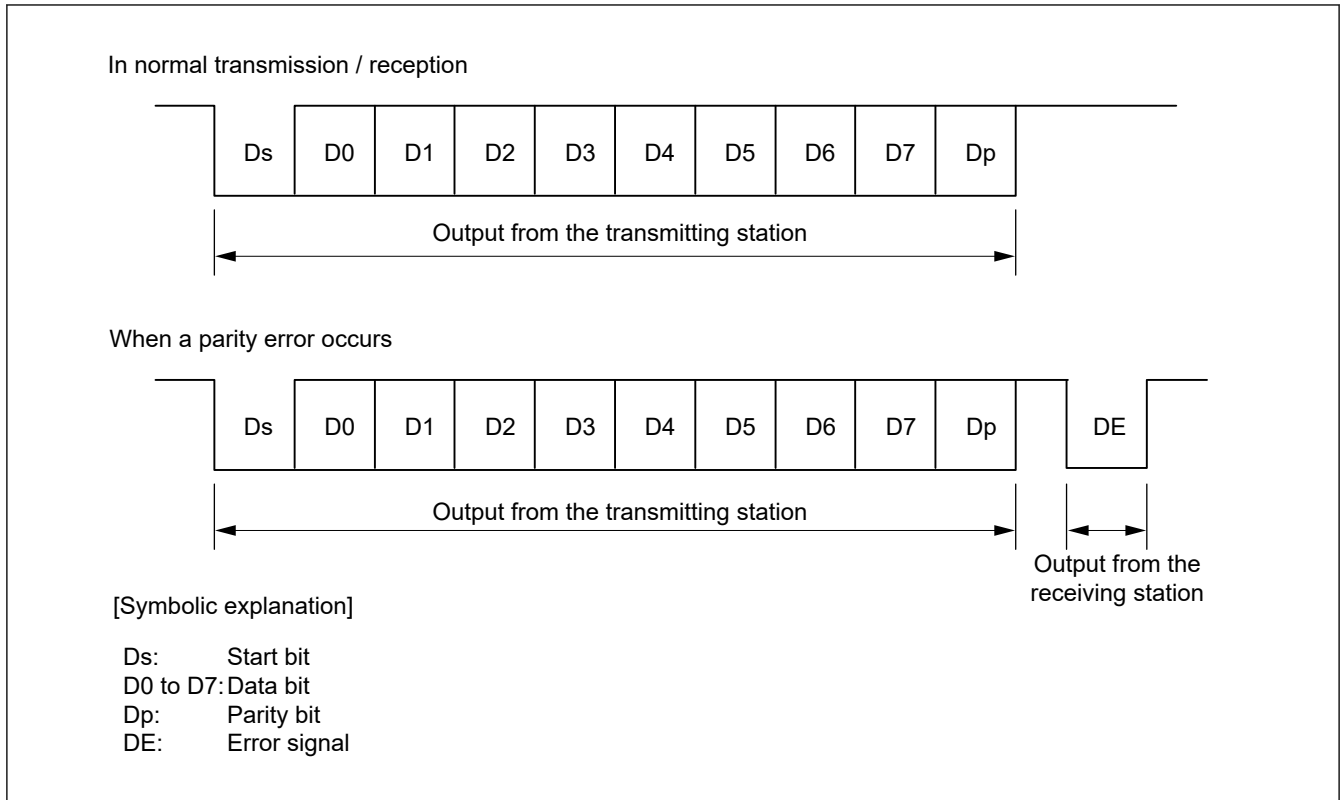 In normal transmission / reception
Ds D0 D1 D2 D3 D4 D5 D6 D7 Dp
Output from the transmitting station
When a parity error occurs
Ds D0 D1 D2 D3 D4 D5 D6 D7 Dp DE
Output from the transmitting station
Output from the
receiving station
[Symbolic explanation]
Ds: Start bit
D0 to D7: Data bit
Dp: Parity bit
DE: Error signal